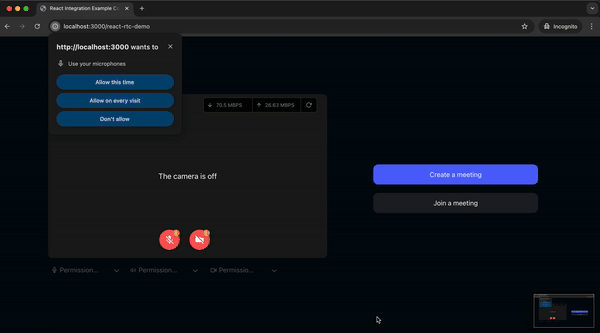 React Integration Example Co
localhost:3000/react-rtc-demo
Incognito
http://localhost:3000 wants to
Use your microphones
Allow this time
Allow on every visit
Don't allow
70.5 MBPS
26.63 MBPS
The camera is off
Create a meeting
Join a meeting
Permission...
Permission...
Permissio...